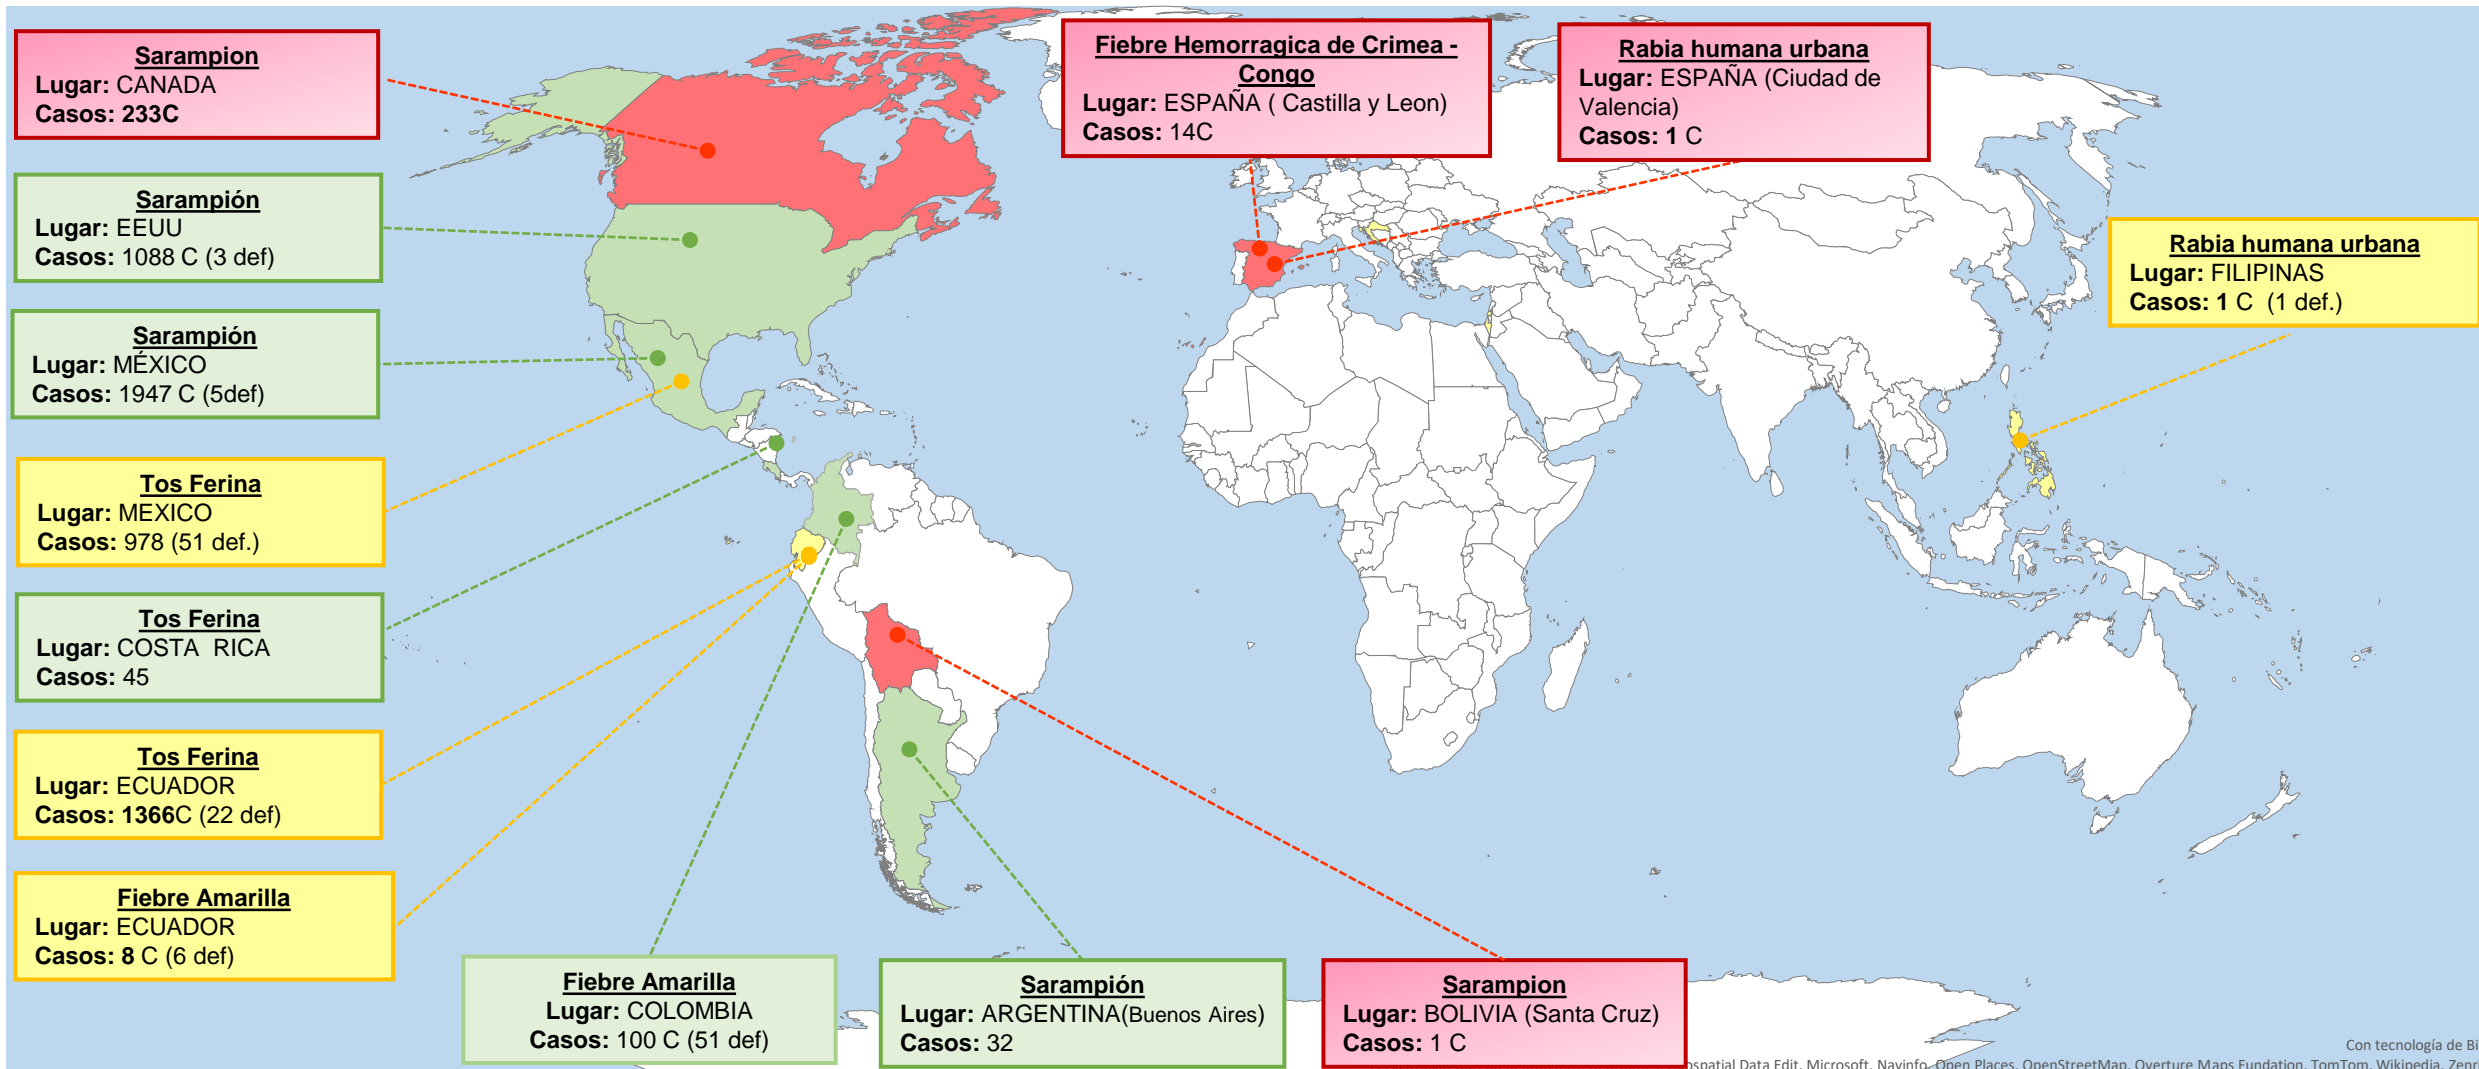 Sarampion
Lugar: CANADA
Casos: 233C
Fiebre Hemorragica de Crimea -
Congo
Lugar: ESPAÑA ( Castilla y Leon)
Casos: 14C
Rabia humana urbana
Lugar: ESPAÑA (Ciudad de
Valencia)
Casos: 1 C
Sarampión
Lugar: EEUU
Casos: 1088 C (3 def)
Rabia humana urbana
Lugar: FILIPINAS
Casos: 1 C (1 def.)
Sarampión
Lugar: MÉXICO
Casos: 1947 C (5def)
Tos Ferina
Lugar: MEXICO
Casos: 978 (51 def.)
Tos Ferina
Lugar: COSTA RICA
Casos: 45
Tos Ferina
Lugar: ECUADOR
Casos: 1366C (22 def)
Fiebre Amarilla
Lugar: ECUADOR
Casos: 8 C (6 def)
Fiebre Amarilla
Lugar: COLOMBIA
Casos: 100 C (51 def)
Sarampión
Lugar: ARGENTINA(Buenos Aires)
Casos: 32
Sarampion
Lugar: BOLIVIA (Santa Cruz)
Casos: 1 C
Con tecnología de Bi
ospatial Data Edit, Microsoft, Navinfo, Open Places, OpenStreetMap, Overture Maps Fundation, TomTom, Wikipedia, Zenr